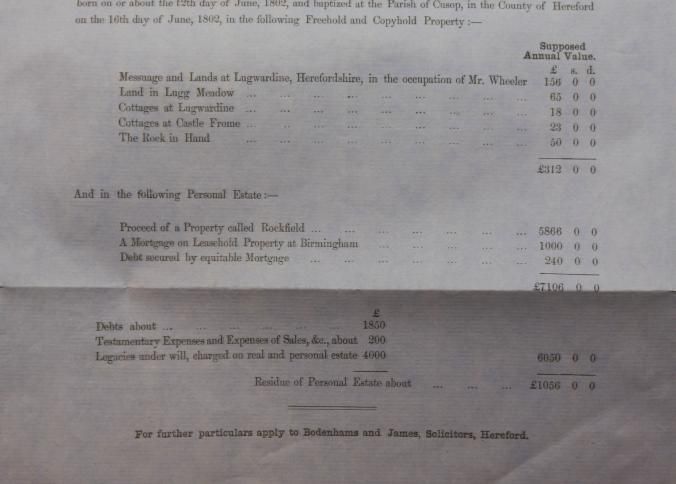 born on or about the 12th day of June, 1802, and baptized at the Parish of Cusop, in the County of Hereford
on the 16th day of June, 1802, in the following Freehold and Copyhold Property :—
Supposed
Annual Value.
£ s. d.
Messuage and Lands at Lugwardine, Herefordshire, in the occupation of Mr. Wheeler 156 0 0
Land in Lugg Meadow ... ... ... ... ... ... ... ... 65 0 0
Cottages at Lugwardine ... ... ... ... ... ... ... ... 18 0 0
Cottages at Castle Frome ... ... ... ... ... ... ... ... 23 0 0
The Rock in Hand ... ... ... ... ... ... ... ... 50 0 0
£312 0 0
And in the following Personal Estate :—
Proceed of a Property called Rockfield ... ... ... ... ... ... ... 5866 0 0
A Mortgage on Leasehold Property at Birmingham ... ... ... ... ... 1000 0 0
Debt secured by equitable Mortgage ... ... ... ... ... ... ... 240 0 0
£7106 0 0
£
Debts about ... ... ... ... ... ... 1850
Testamentary Expenses and Expenses of Sales, &c., about 200
Legacies under will, charged on real and personal estate 4000 6050 0 0
Residue of Personal Estate about ... ... ... £1056 0 0
For further particulars apply to Bodenhams and James, Solicitors, Hereford.